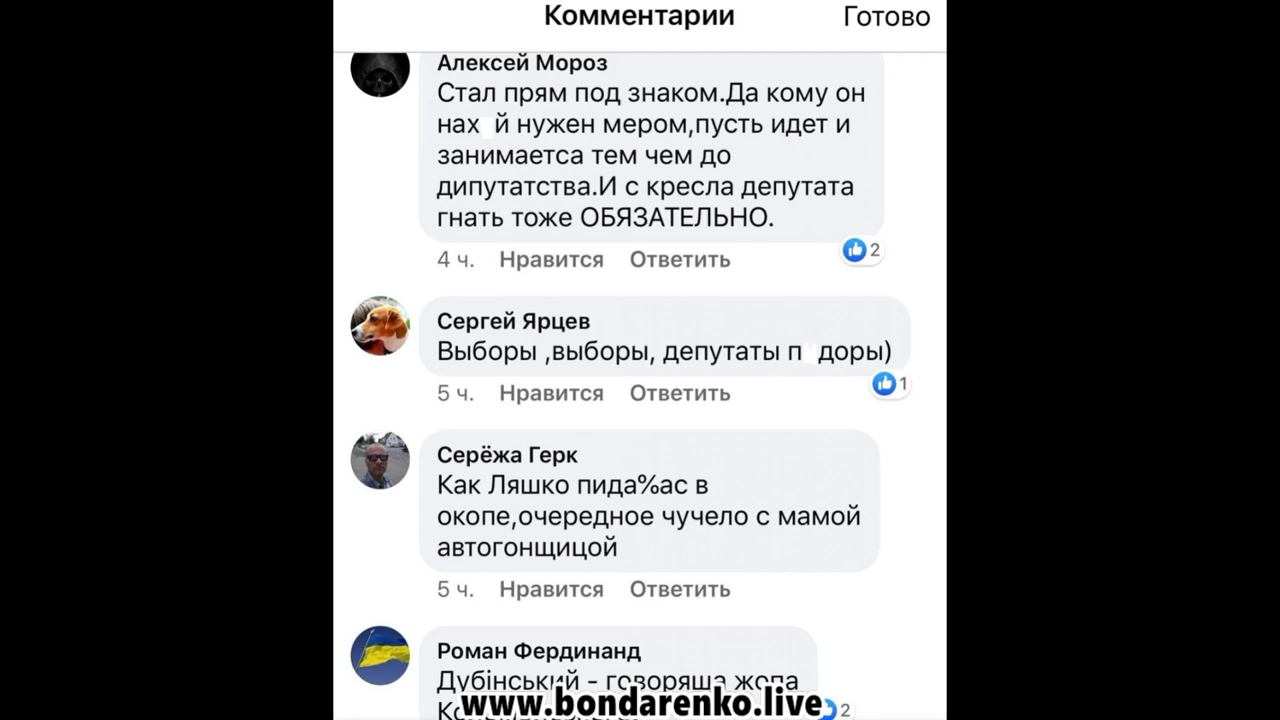 Комментарии
Готово
Алексей Мороз
Стал прям под знаком.Да кому он
нах й нужен мером,пусть идет и
занимаетса тем чем до
дипутатства.И с кресла депутата
гнать тоже ОБЯЗАТЕЛЬНО.
4 ч. Нравится Ответить
2
Сергей Ярцев
Выборы ,выборы, депутаты п доры)
5 ч. Нравится Ответить
1
Серёжа Герк
Как Ляшко пида%ас в
окопе,очередное чучело с мамой
автогонщицой
5 ч. Нравится Ответить
Роман Фердинанд
Дубінський - говоряща жопа
www.bondarenko.live
2